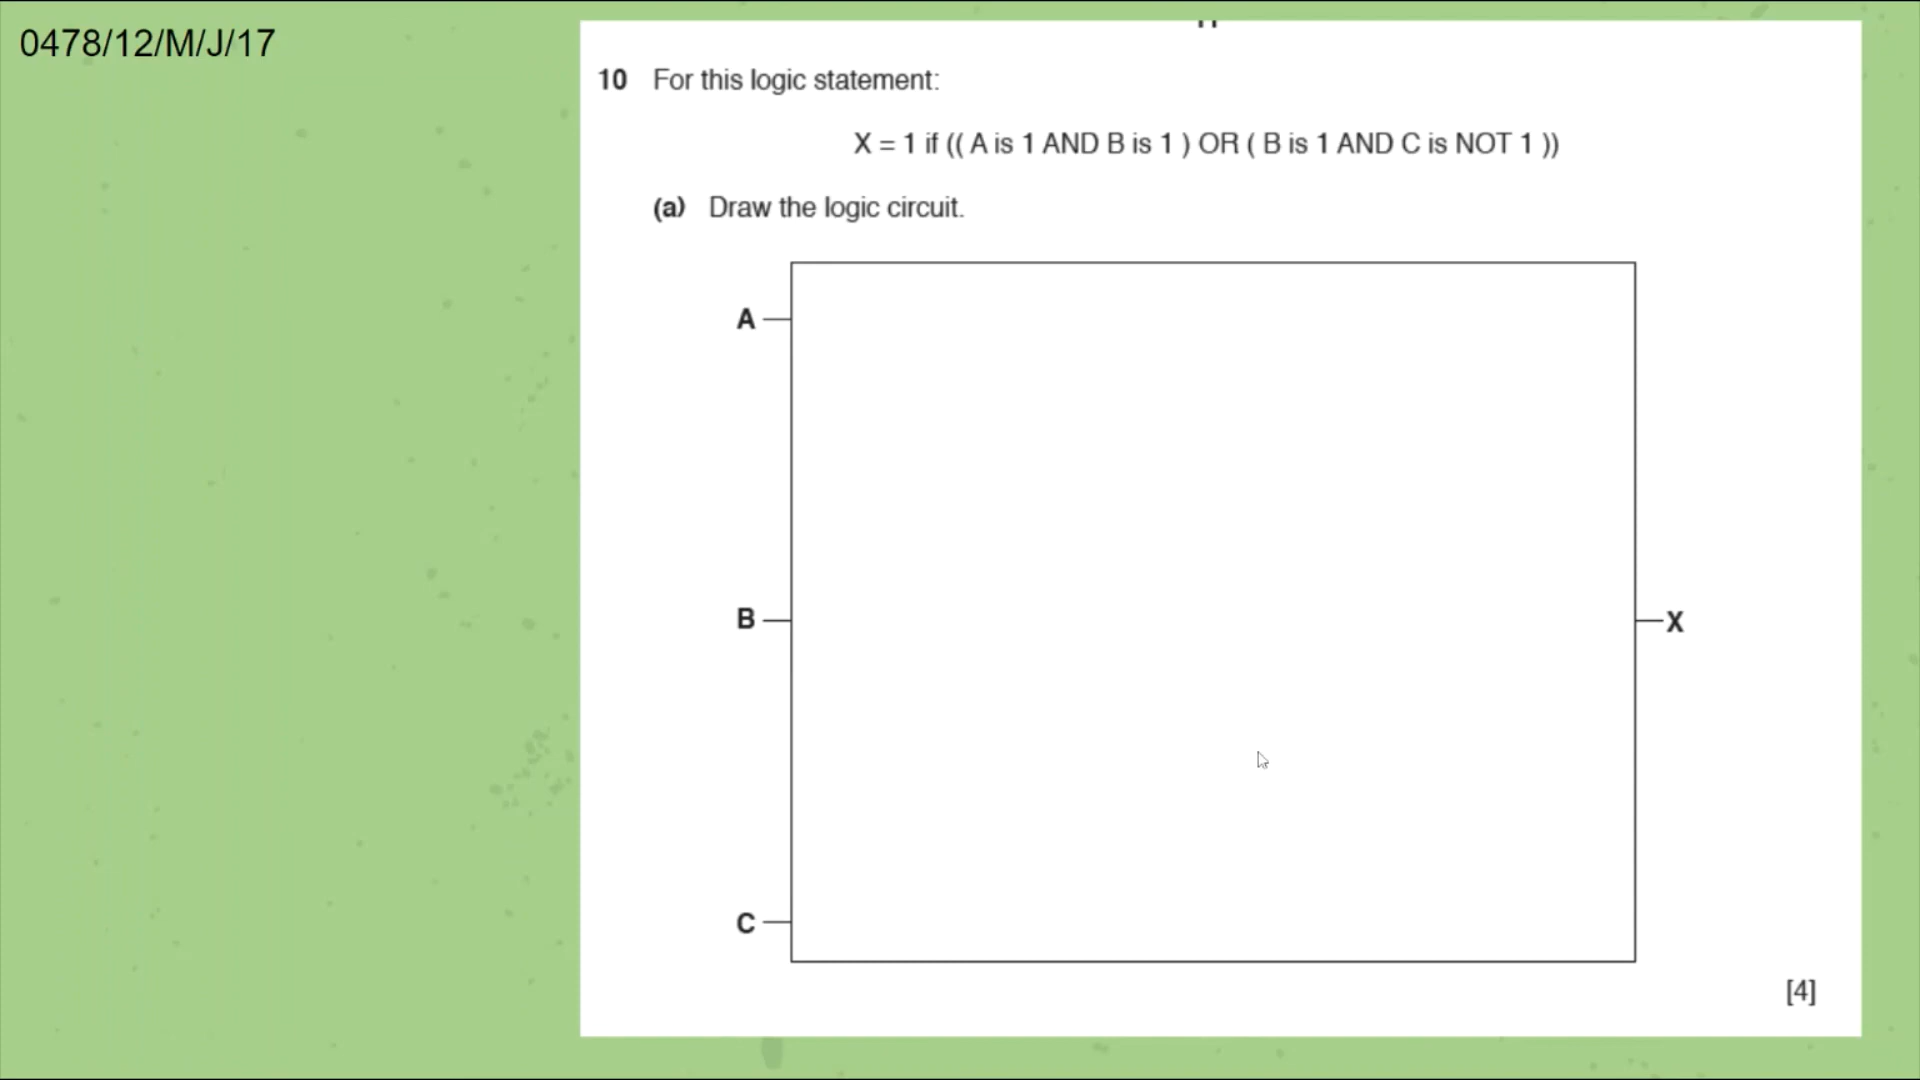 0478/12/M/J/17
10 For this logic statement:
X = 1 if (( A is 1 AND B is 1 ) OR ( B is 1 AND C is NOT 1 ))
(a) Draw the logic circuit.
A
B
X
C
[4]